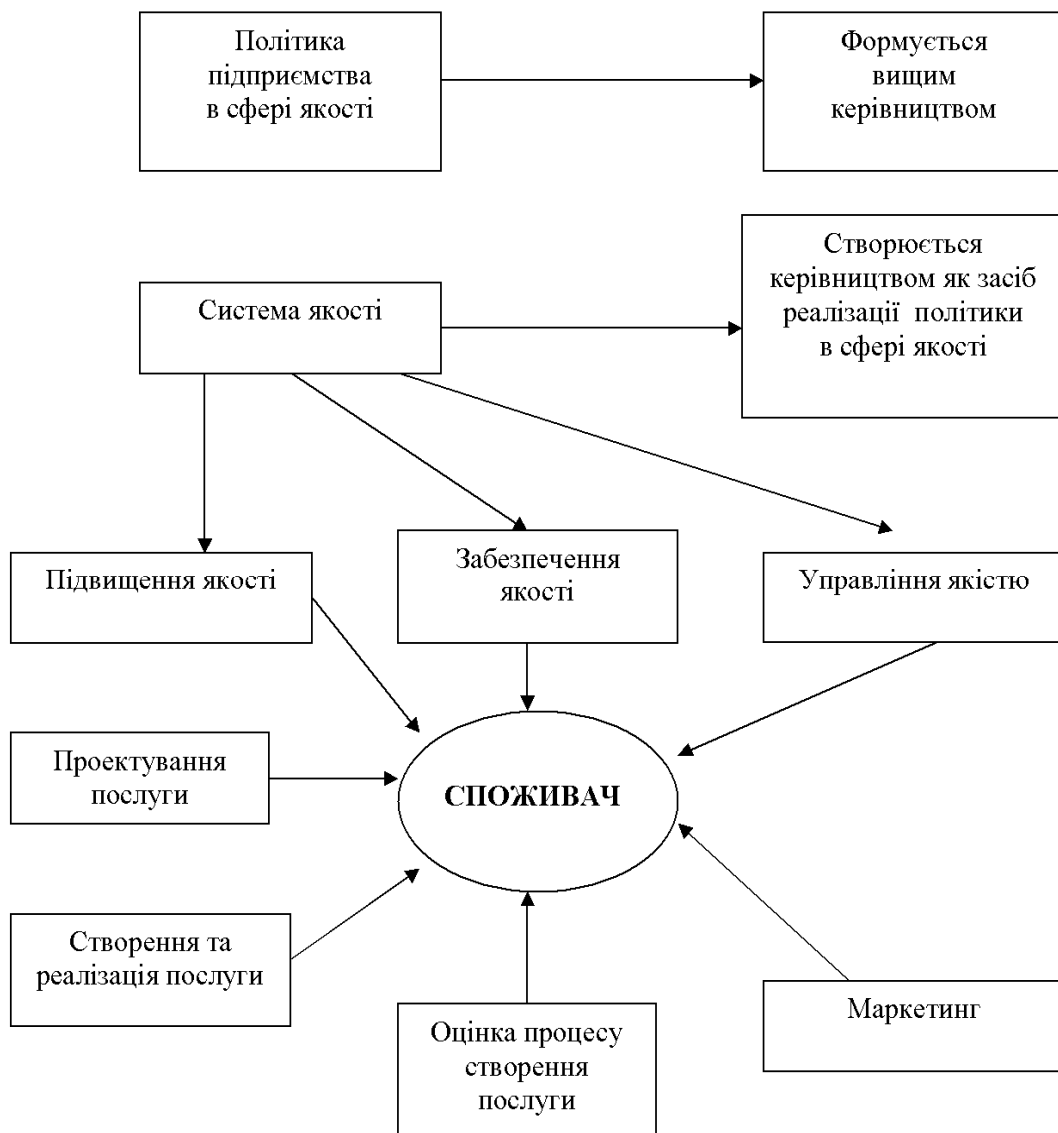 Політика
підприємства
в сфері якості
Формується
вищим
керівництвом
Створюється
керівництвом як засіб
реалізації політики
в сфері якості
Система якості
Підвищення якості
Забезпечення
якості
Управління якістю
Проектування
послуги
СПОЖИВАЧ
Створення та
реалізація послуги
Оцінка процесу
створення
послуги
Маркетинг